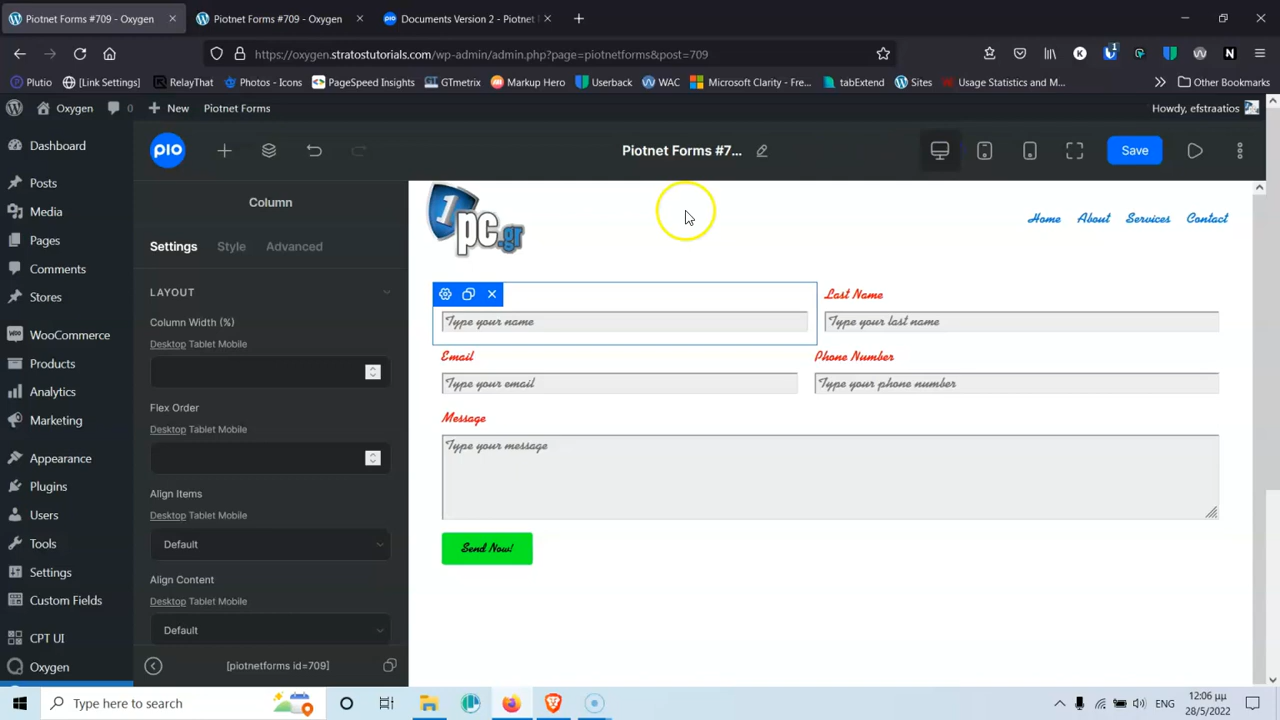 Piotnet Forms #709 - Oxygen
Piotnet Forms #709 - Oxygen
Documents Version 2 - Piotnet
https://oxygen.stratostutorials.com/wp-admin/admin.php?page=piotnetforms&post=709
Plutio
[Link Settings]
RelayThat
Photos - Icons
PageSpeed Insights
GTmetrix
Markup Hero
Userback
WAC
Microsoft Clarity - Fre...
tabExtend
Sites
Usage Statistics and M...
Other Bookmarks
Oxygen
0
New
Piotnet Forms
Howdy, efstraatios
Dashboard
Posts
Media
Pages
Comments
Stores
WooCommerce
Products
Analytics
Marketing
Appearance
Plugins
Users
Tools
Settings
Custom Fields
CPT UI
Oxygen
pio
Piotnet Forms #7...
Save
Column
Settings
Style
Advanced
LAYOUT
Column Width (%)
Desktop Tablet Mobile
Flex Order
Desktop Tablet Mobile
Align Items
Desktop Tablet Mobile
Default
Align Content
Desktop Tablet Mobile
Default
[piotnetforms id=709]
1pc.gr
Home
About
Services
Contact
Last Name
Type your name
Type your last name
Email
Phone Number
Type your email
Type your phone number
Message
Type your message
Send Now!
Type here to search
ENG
12:06 μμ
28/5/2022